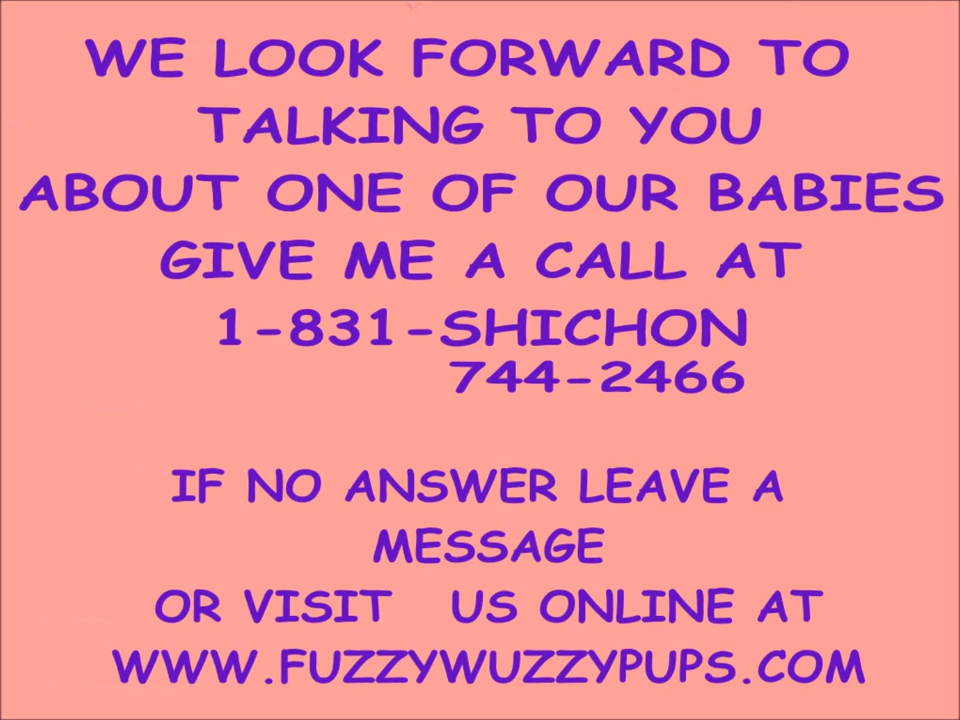 WE LOOK FORWARD TO
TALKING TO YOU
ABOUT ONE OF OUR BABIES
GIVE ME A CALL AT
1-831-SHICHON
744-2466
IF NO ANSWER LEAVE A
MESSAGE
OR VISIT US ONLINE AT
WWW.FUZZYWUZZYPUPS.COM